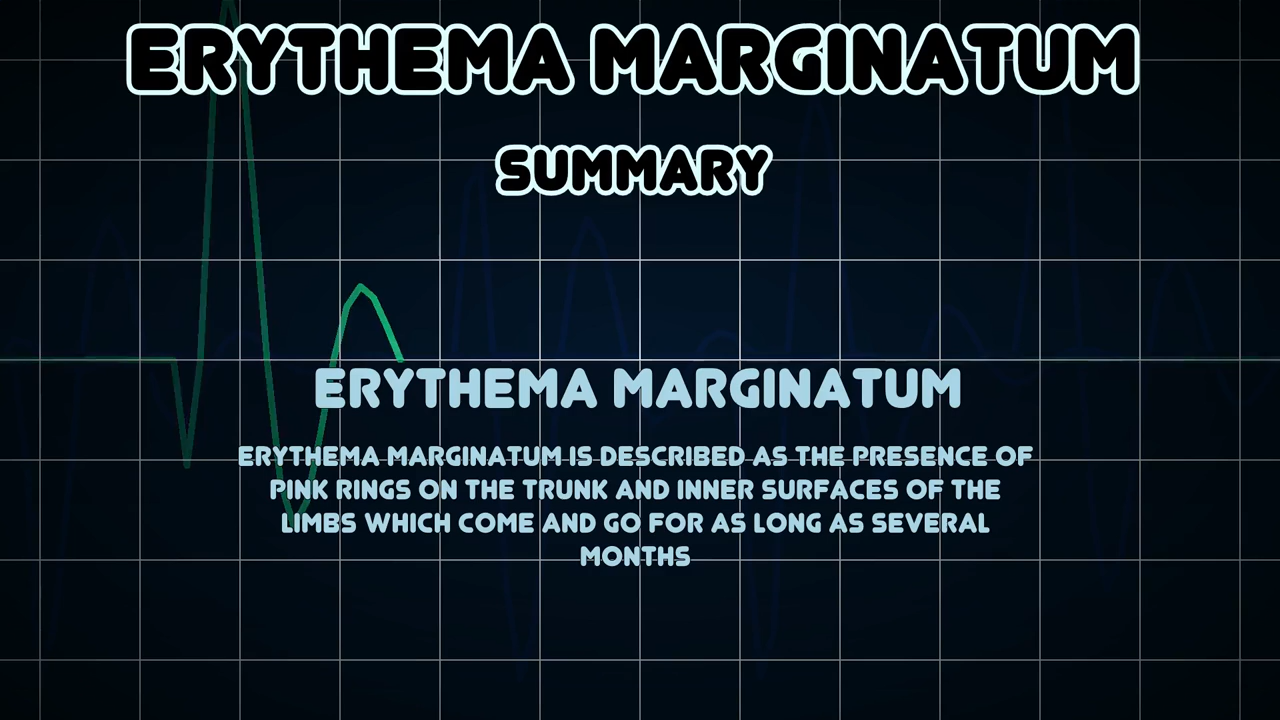 ERYTHEMA MARGINATUM
SUMMARY
ERYTHEMA MARGINATUM
ERYTHEMA MARGINATUM IS DESCRIBED AS THE PRESENCE OF
PINK RINGS ON THE TRUNK AND INNER SURFACES OF THE
LIMBS WHICH COME AND GO FOR AS LONG AS SEVERAL
MONTHS